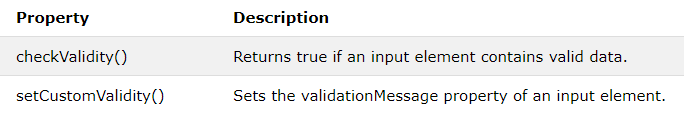 Property Description
checkValidity() Returns true if an input element contains valid data.
setCustomValidity() Sets the validationMessage property of an input element.